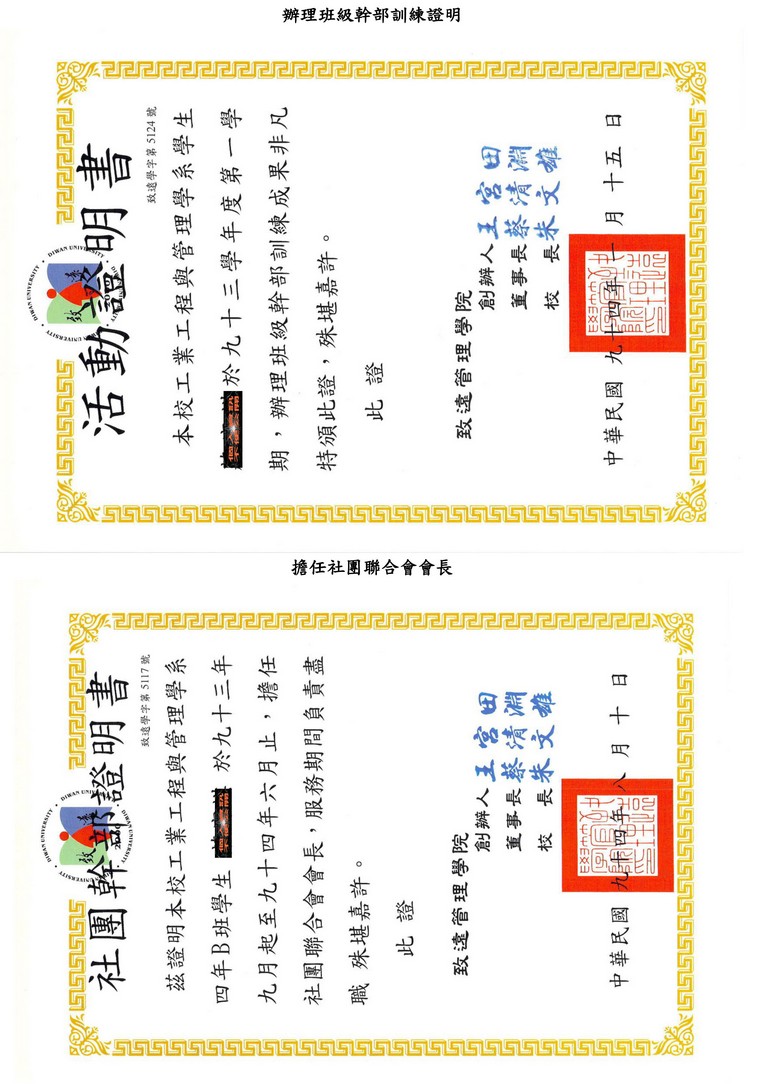 辦理班級幹部訓練證明
DIWAN UNIVERSITY
致遠
活動證明書
致遠學字第 5124 號
本校工業工程與管理學系學生
於九十三學年度第一學
期，辦理班級幹部訓練成果非凡
特頒此證，殊堪嘉許。
此 證
致遠管理學院
創辦人 王宮田
董事長 蔡清淵
校 長 朱文雄
中華民國 九十四年 一 月 十五 日
擔任社團聯合會會長
DIWAN UNIVERSITY
致遠
社團幹部證明書
致遠學字第 5117 號
茲證明本校工業工程與管理學系
四年B班學生 於九十三年
九月起至九十四年六月止，擔任
社團聯合會會長，服務期間負責盡
職 殊堪嘉許。
此 證
致遠管理學院
創辦人 王宮田
董事長 蔡清淵
校 長 朱文雄
中華民國 九十四年 八 月 十 日